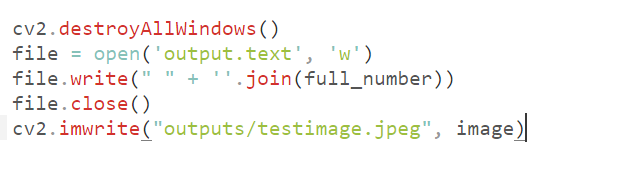 cv2.destroyAllWindows()
file = open('output.text', 'w')
file.write(" " + ''.join(full_number))
file.close()
cv2.imwrite("outputs/testimage.jpeg", image)